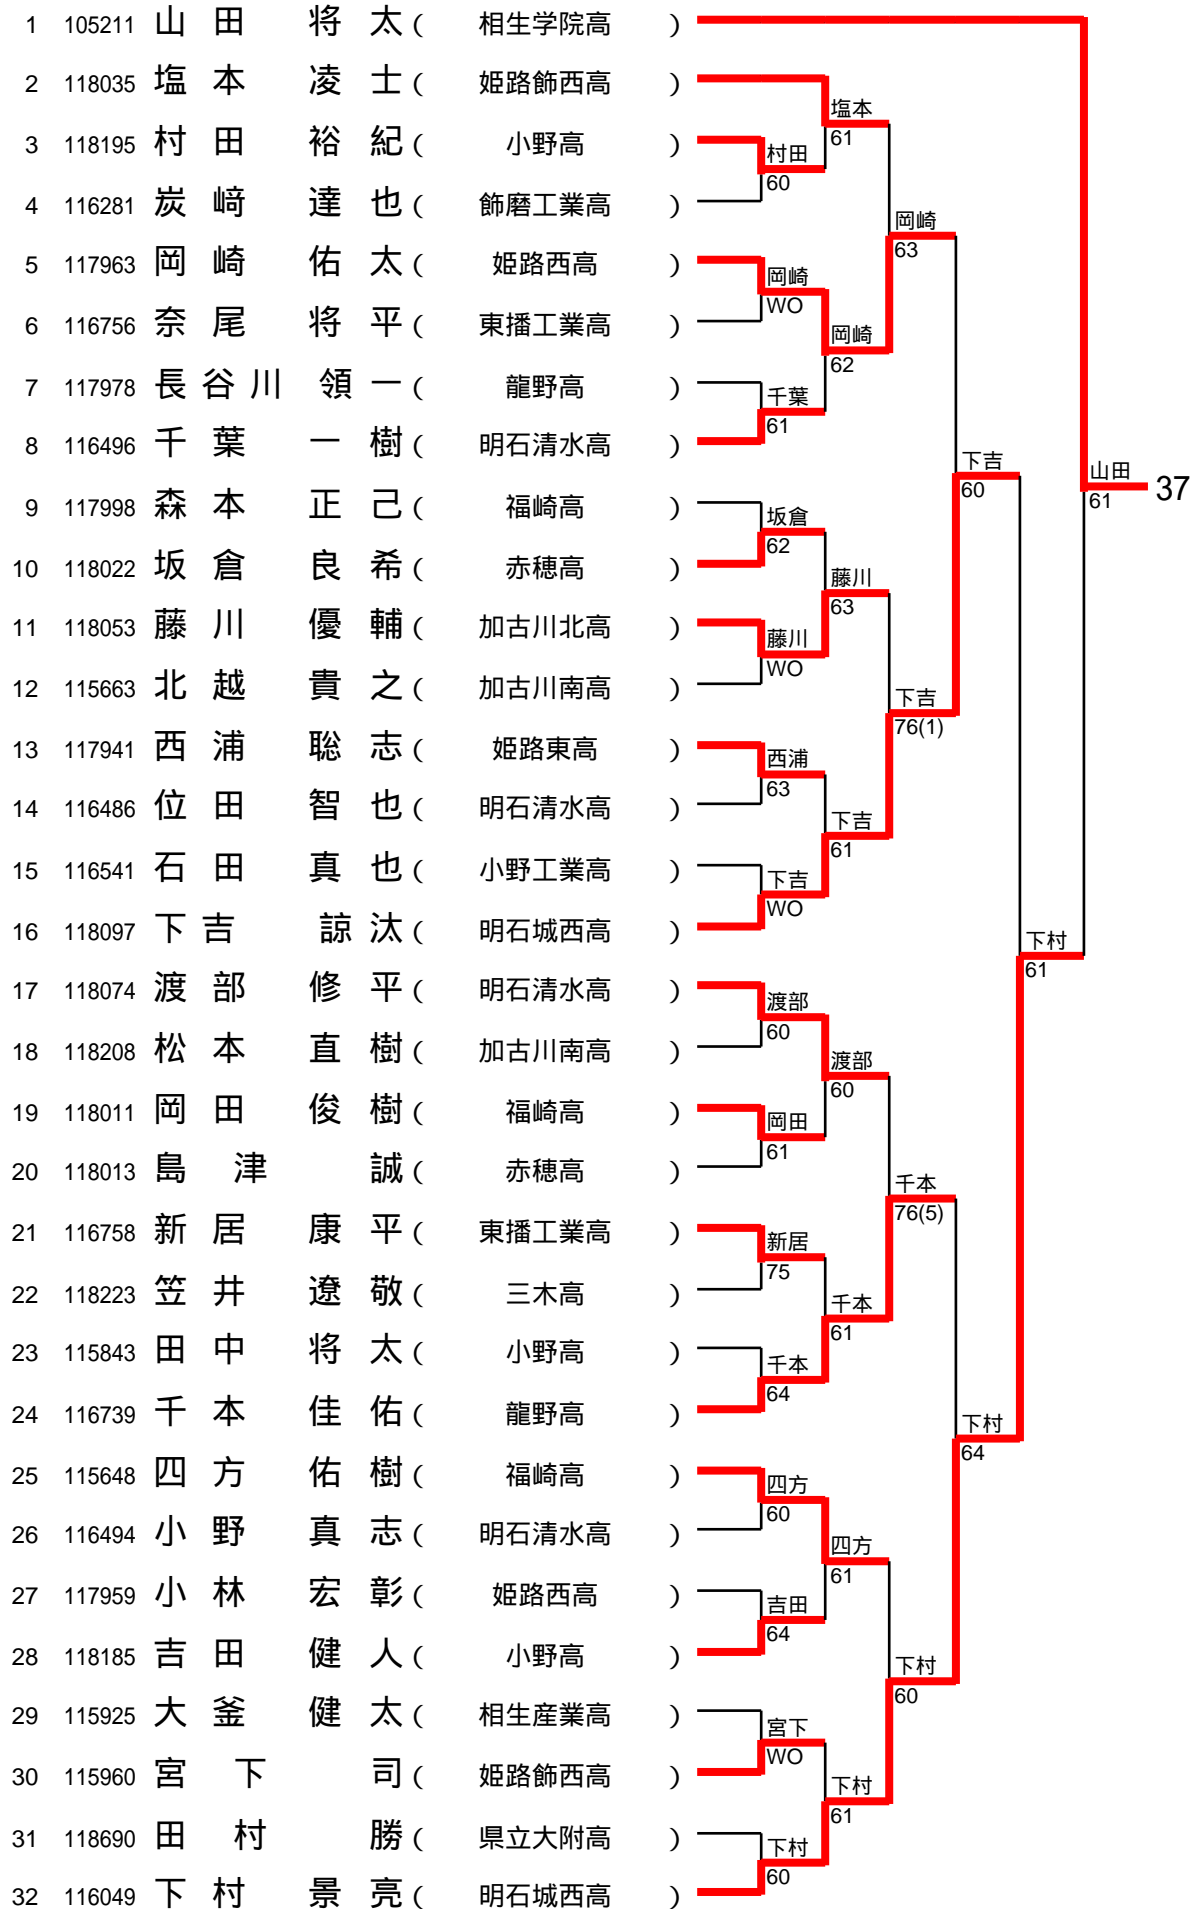 1 105211 山田 将太 ( 相生学院高 )
2 118035 塩本 凌士 ( 姫路飾西高 )
塩本
61
3 118195 村田 裕紀 ( 小野高 )
村田
60
4 116281 炭﨑 達也 ( 飾磨工業高 )
岡崎
63
5 117963 岡崎 佑太 ( 姫路西高 )
岡崎
WO
6 116756 奈尾 将平 ( 東播工業高 )
岡崎
62
7 117978 長谷川 領一 ( 龍野高 )
千葉
61
8 116496 千葉 一樹 ( 明石清水高 )
下吉
60
山田
61
37
9 117998 森本 正己 ( 福崎高 )
坂倉
62
10 118022 坂倉 良希 ( 赤穂高 )
藤川
63
11 118053 藤川 優輔 ( 加古川北高 )
藤川
WO
12 115663 北越 貴之 ( 加古川南高 )
下吉
76(1)
13 117941 西浦 聡志 ( 姫路東高 )
西浦
63
14 116486 位田 智也 ( 明石清水高 )
下吉
61
15 116541 石田 真也 ( 小野工業高 )
下吉
WO
16 118097 下吉 諒汰 ( 明石城西高 )
下村
61
17 118074 渡部 修平 ( 明石清水高 )
渡部
60
18 118208 松本 直樹 ( 加古川南高 )
渡部
60
19 118011 岡田 俊樹 ( 福崎高 )
岡田
61
20 118013 島津 誠 ( 赤穂高 )
千本
76(5)
21 116758 新居 康平 ( 東播工業高 )
新居
75
22 118223 笠井 遼敬 ( 三木高 )
千本
61
23 115843 田中 将太 ( 小野高 )
千本
64
24 116739 千本 佳佑 ( 龍野高 )
下村
64
25 115648 四方 佑樹 ( 福崎高 )
四方
60
26 116494 小野 真志 ( 明石清水高 )
四方
61
27 117959 小林 宏彰 ( 姫路西高 )
吉田
64
28 118185 吉田 健人 ( 小野高 )
下村
60
29 115925 大釜 健太 ( 相生産業高 )
宮下
WO
30 115960 宮下 司 ( 姫路飾西高 )
下村
61
31 118690 田村 勝 ( 県立大附高 )
下村
60
32 116049 下村 景亮 ( 明石城西高 )